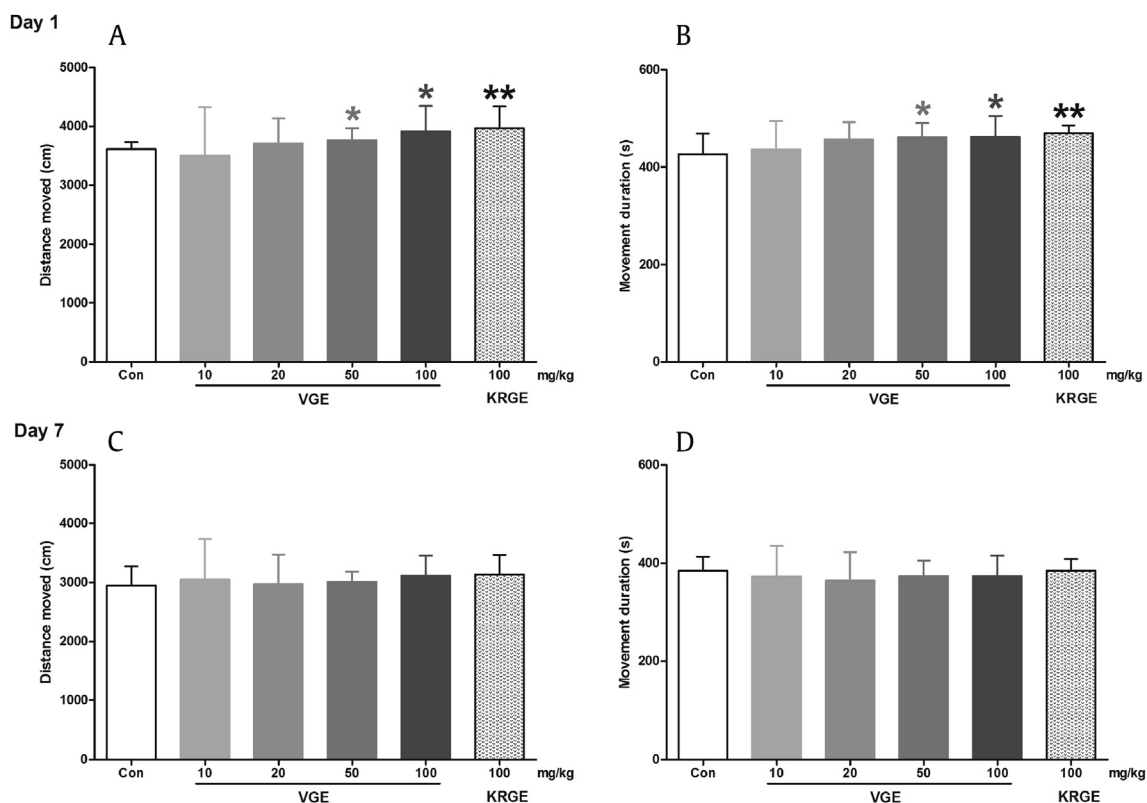 Day 1
A
5000
4000
3000
2000
1000
0
Distance moved (cm)
* * **
Con 10 20 50 100 100 mg/kg
VGE KRGE
B
600
400
200
0
Movement duration (s)
* * **
Con 10 20 50 100 100 mg/kg
VGE KRGE
Day 7
C
5000
4000
3000
2000
1000
0
Distance moved (cm)
Con 10 20 50 100 100 mg/kg
VGE KRGE
D
600
400
200
0
Movement duration (s)
Con 10 20 50 100 100 mg/kg
VGE KRGE